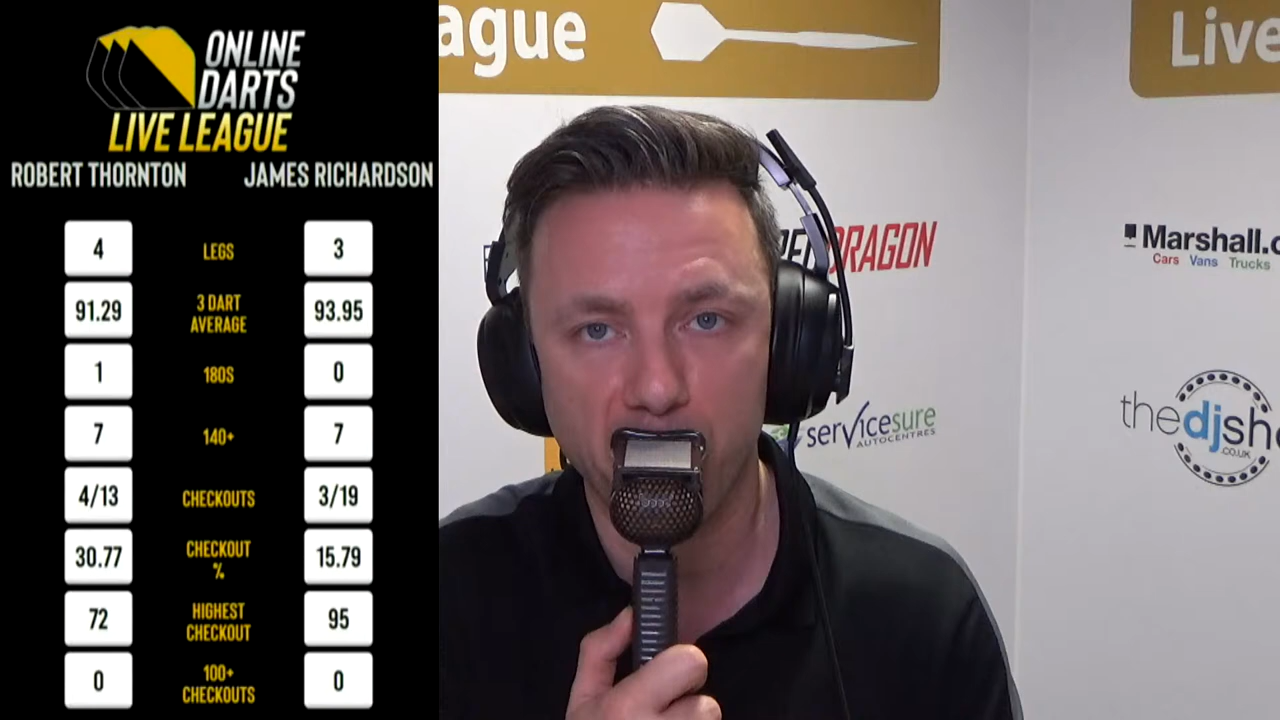 ONLINE
DARTS
LIVE LEAGUE
ROBERT THORNTON JAMES RICHARDSON
4 LEGS 3
91.29 3 DART AVERAGE 93.95
1 180S 0
7 140+ 7
4/13 CHECKOUTS 3/19
30.77 CHECKOUT % 15.79
72 HIGHEST CHECKOUT 95
0 100+ CHECKOUTS 0
ague
Live
DRAGON
Marshall.c
Cars Vans Trucks
servicesure
AUTOCENTRES
thedjsh
.CO.UK